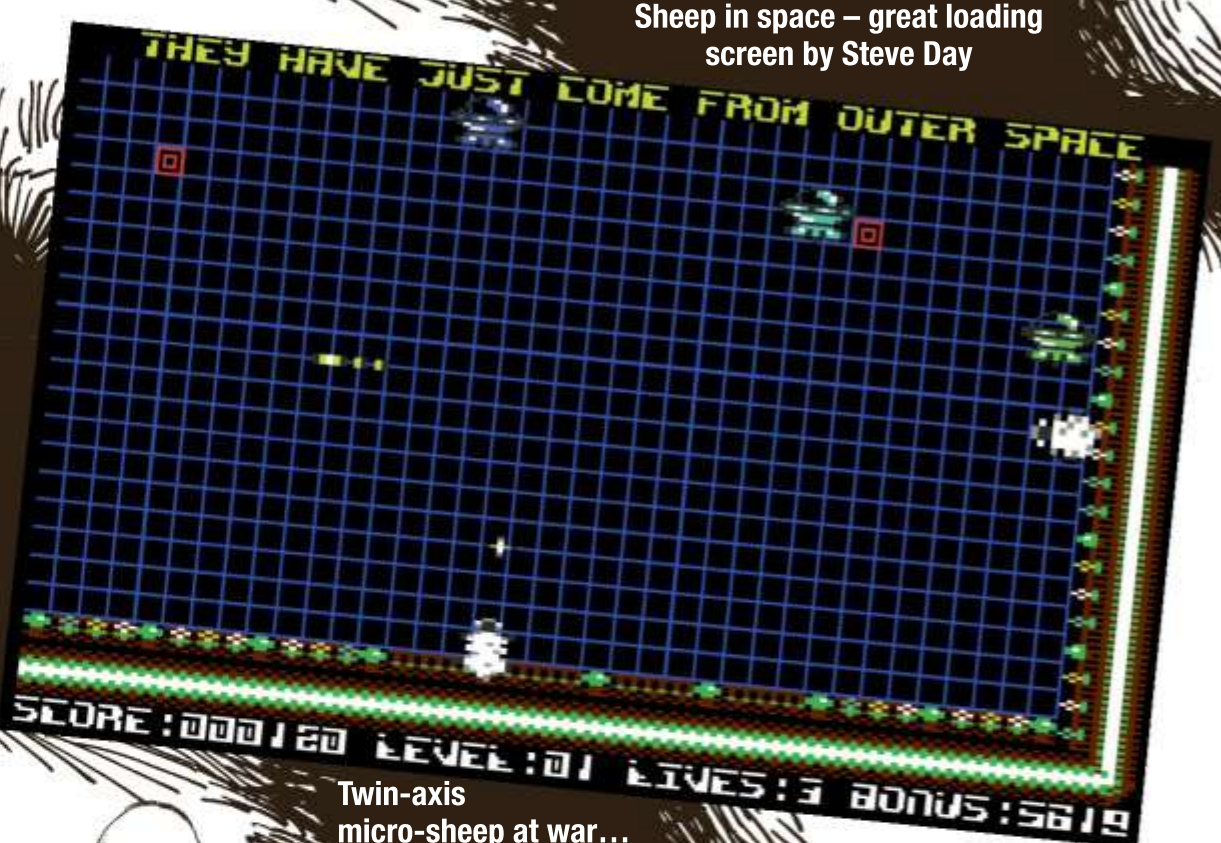 Sheep in space – great loading
screen by Steve Day
THEY HAVE JUST COME FROM OUTER SPACE
SCORE:000120 LEVEL:01 LIVES:3 BONUS:5619
Twin-axis
micro-sheep at war...